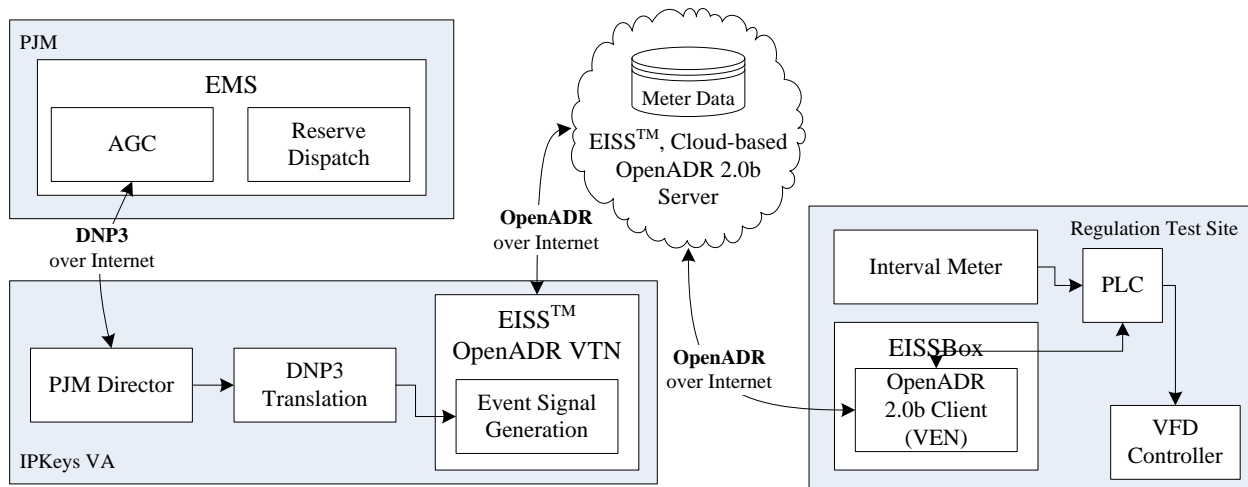 PJM
EMS
AGC
Reserve
Dispatch
DNP3
over Internet
Meter Data
EISS™, Cloud-based
OpenADR 2.0b
Server
OpenADR
over Internet
IPKeys VA
PJM Director
DNP3
Translation
EISS™
OpenADR VTN
Event Signal
Generation
OpenADR
over Internet
Regulation Test Site
Interval Meter
PLC
EISSBox
OpenADR
2.0b Client
(VEN)
VFD
Controller